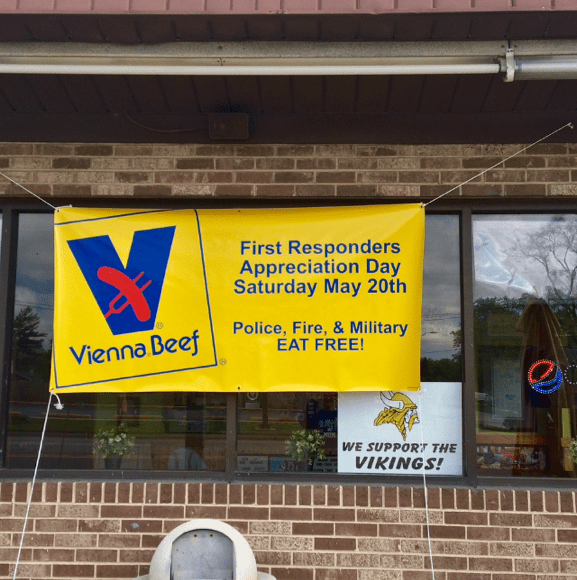 First Responders
Appreciation Day
Saturday May 20th
Police, Fire, & Military
EAT FREE!
V
Vienna Beef
WE SUPPORT THE
VIKINGS!